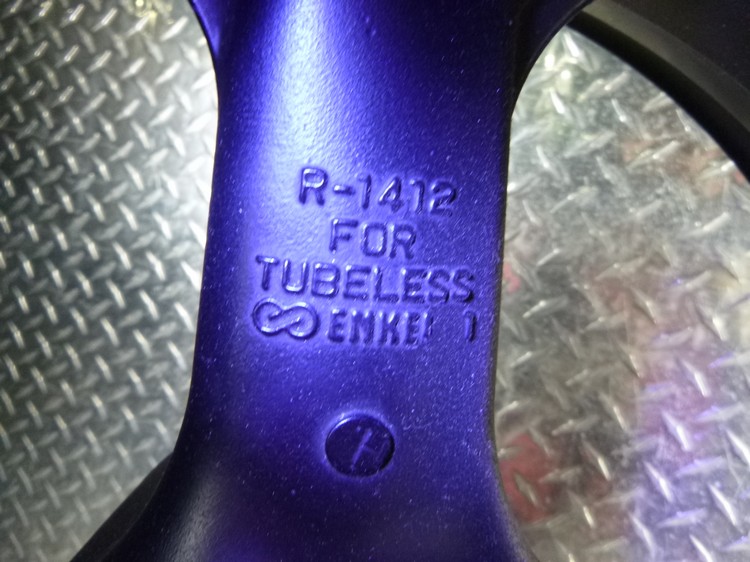 R-1412
FOR
TUBELESS
ENKEI 1